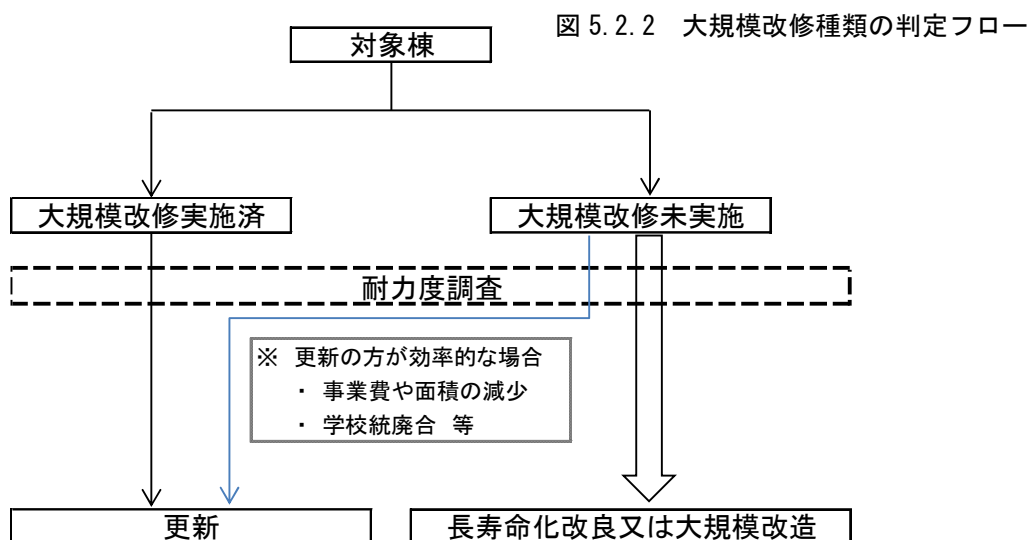 図 5.2.2 大規模改修種類の判定フロー
対象棟
大規模改修実施済
大規模改修未実施
耐力度調査
※ 更新の方が効率的な場合
・ 事業費や面積の減少
・ 学校統廃合 等
更新
長寿命化改良又は大規模改造